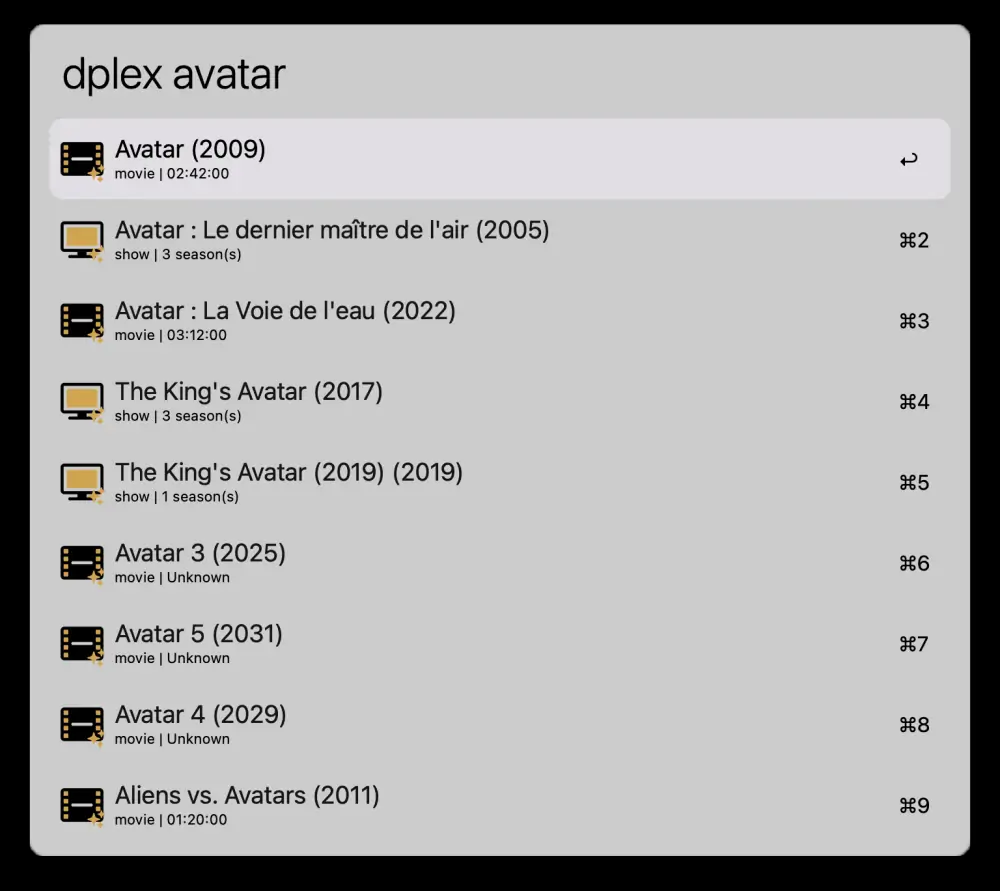 dplex avatar
Avatar (2009)
movie | 02:42:00
↩
Avatar : Le dernier maître de l'air (2005)
show | 3 season(s)
⌘2
Avatar : La Voie de l'eau (2022)
movie | 03:12:00
⌘3
The King's Avatar (2017)
show | 3 season(s)
⌘4
The King's Avatar (2019) (2019)
show | 1 season(s)
⌘5
Avatar 3 (2025)
movie | Unknown
⌘6
Avatar 5 (2031)
movie | Unknown
⌘7
Avatar 4 (2029)
movie | Unknown
⌘8
Aliens vs. Avatars (2011)
movie | 01:20:00
⌘9